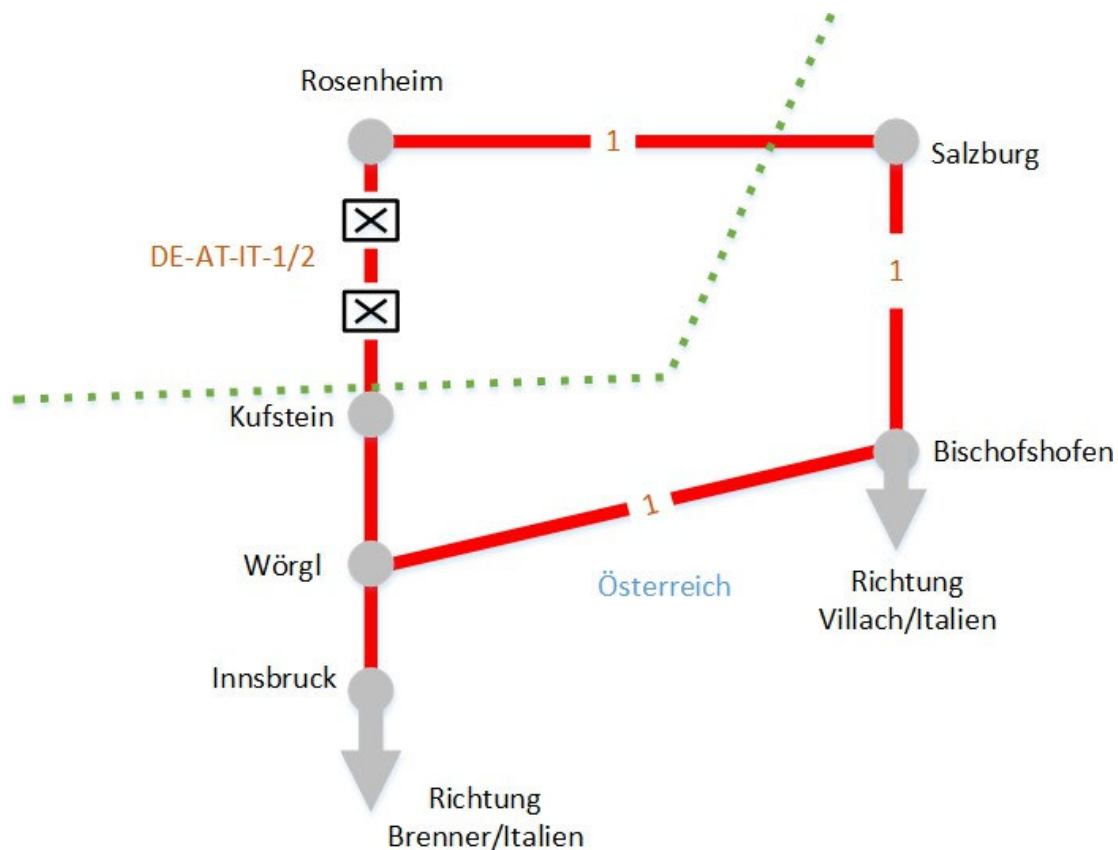 Rosenheim
1
Salzburg
DE-AT-IT-1/2
1
Kufstein
Bischofshofen
1
Wörgl
Österreich
Richtung
Villach/Italien
Innsbruck
Richtung
Brenner/Italien